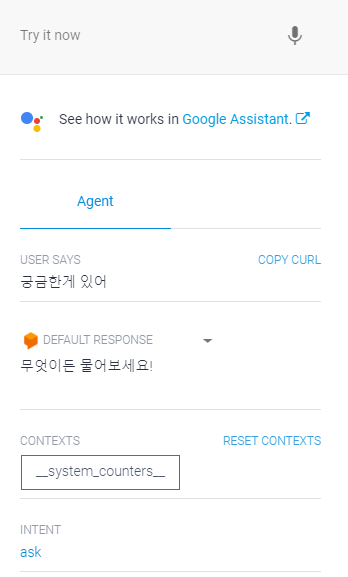 Try it now
See how it works in Google Assistant.
Agent
USER SAYS COPY CURL
궁금한게 있어
DEFAULT RESPONSE
무엇이든 물어보세요!
CONTEXTS RESET CONTEXTS
__system_counters__
INTENT
ask